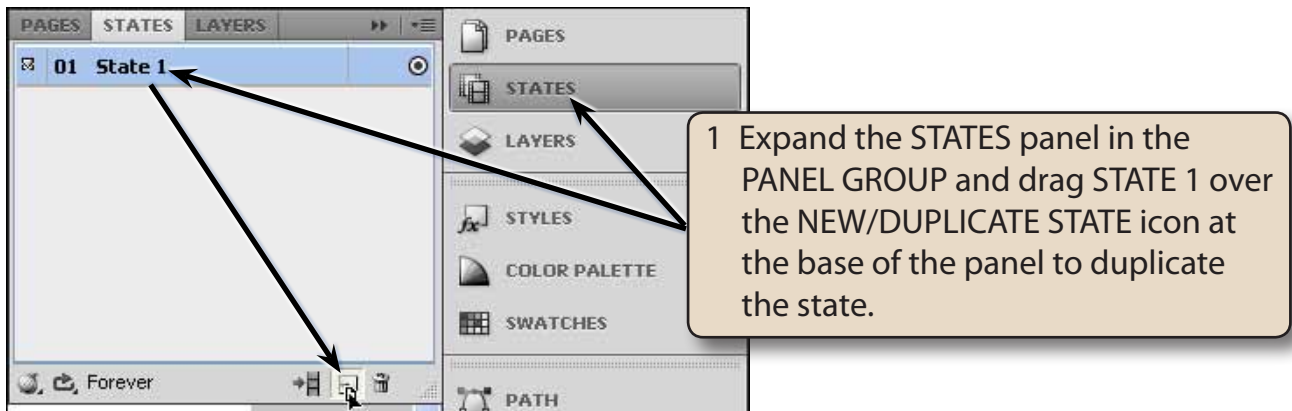 PAGES STATES LAYERS
01 State 1
Forever
PAGES
STATES
LAYERS
STYLES
COLOR PALETTE
SWATCHES
PATH
1 Expand the STATES panel in the
PANEL GROUP and drag STATE 1 over
the NEW/DUPLICATE STATE icon at
the base of the panel to duplicate
the state.